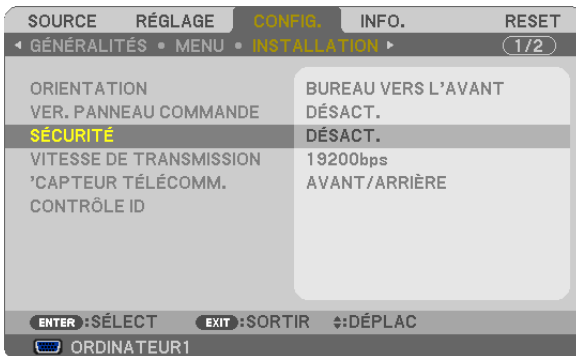 SOURCE RÉGLAGE CONFIG. INFO. RESET
GÉNÉRALITÉS • MENU • INSTALLATION 1/2
ORIENTATION BUREAU VERS L'AVANT
VER. PANNEAU COMMANDE DÉSACT.
SÉCURITÉ DÉSACT.
VITESSE DE TRANSMISSION 19200bps
'CAPTEUR TÉLÉCOMM. AVANT/ARRIÈRE
CONTRÔLE ID
ENTER :SÉLECT EXIT :SORTIR :DÉPLAC
ORDINATEUR1